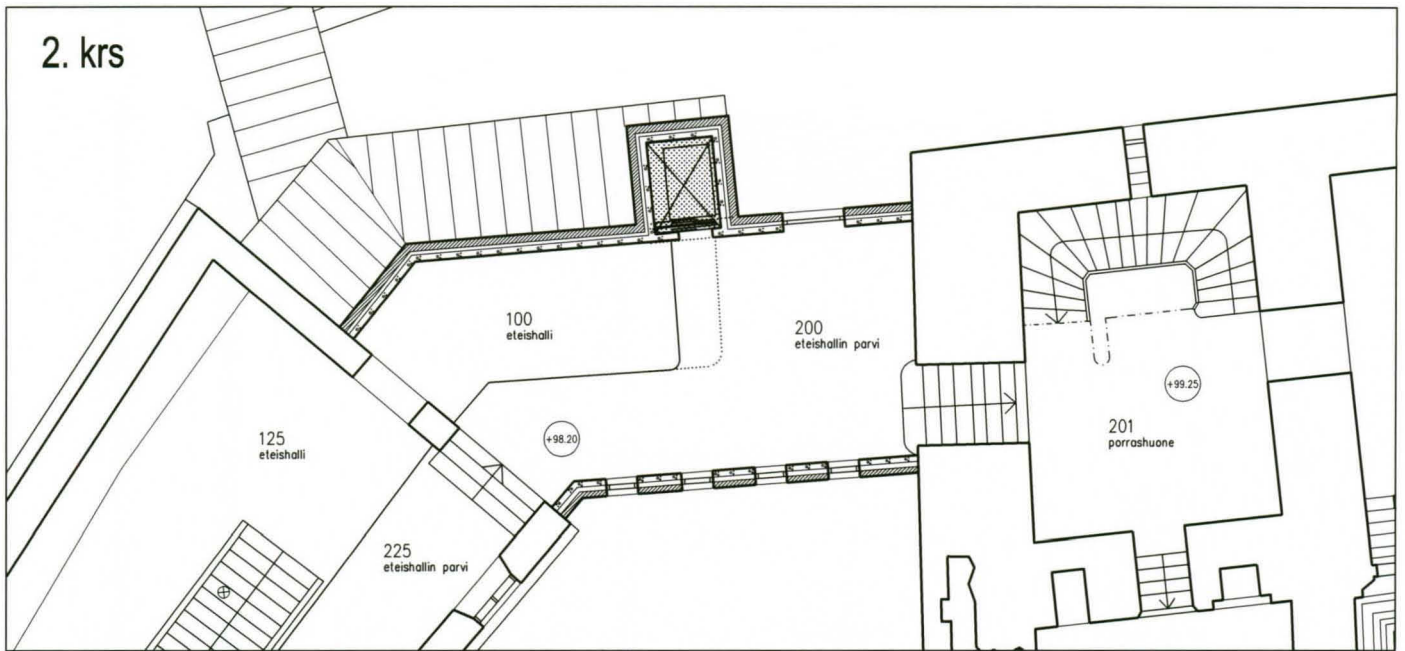 2. krs
100
eteishalli
200
eteishallin parvi
+99.25
201
porrashuone
125
eteishalli
+98.20
225
eteishallin parvi